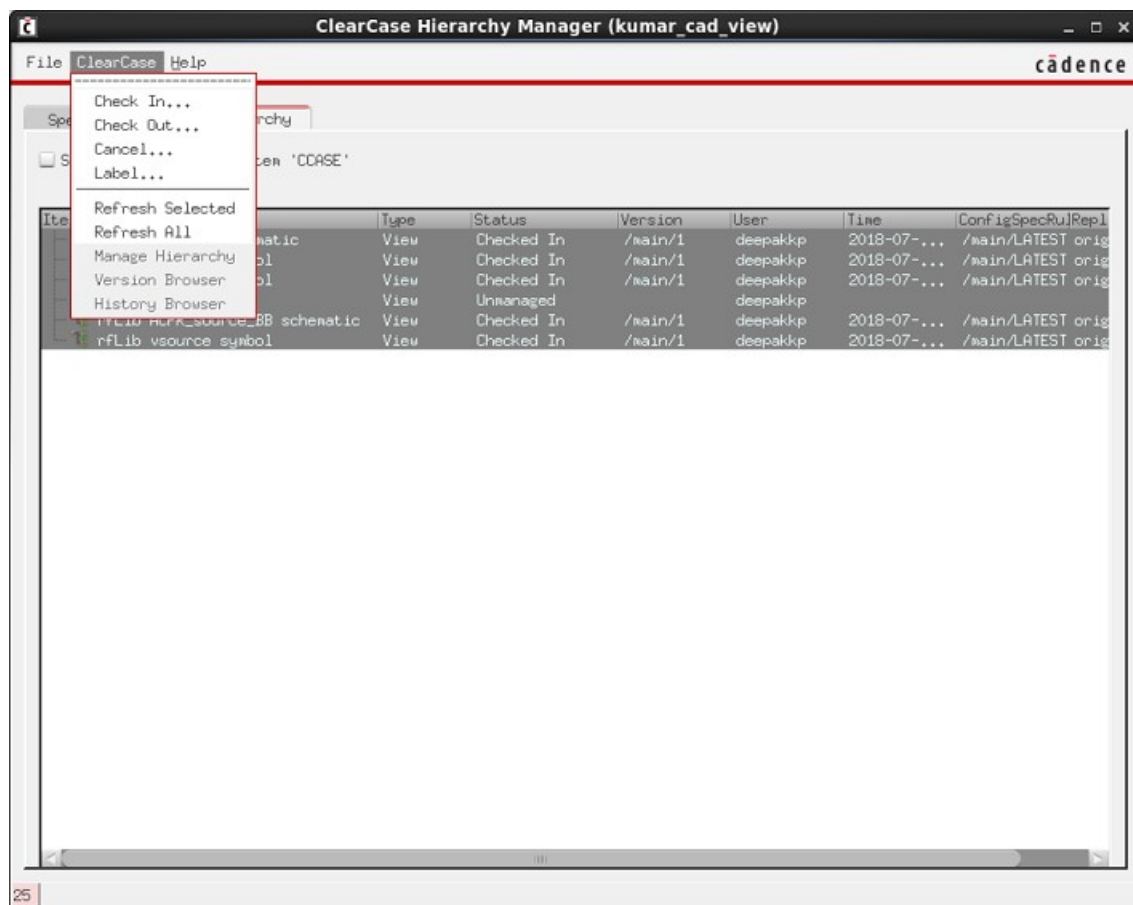 ClearCase Hierarchy Manager (kumar_cad_view)
File ClearCase Help
cādence
Check In...
Check Out...
Cancel...
Label...
Refresh Selected
Refresh All
Manage Hierarchy
Version Browser
History Browser
Spe rchy
S tem 'CCASE'
Ite Type Status Version User Time ConfigSpecRul Repl
matic View Checked In /main/1 deepakkp 2018-07-... /main/LATEST orig
ol View Checked In /main/1 deepakkp 2018-07-... /main/LATEST orig
ol View Checked In /main/1 deepakkp 2018-07-... /main/LATEST orig
View Unmanaged deepakkp
rfLib schematic View Checked In /main/1 deepakkp 2018-07-... /main/LATEST orig
rfLib vsource symbol View Checked In /main/1 deepakkp 2018-07-... /main/LATEST orig
25